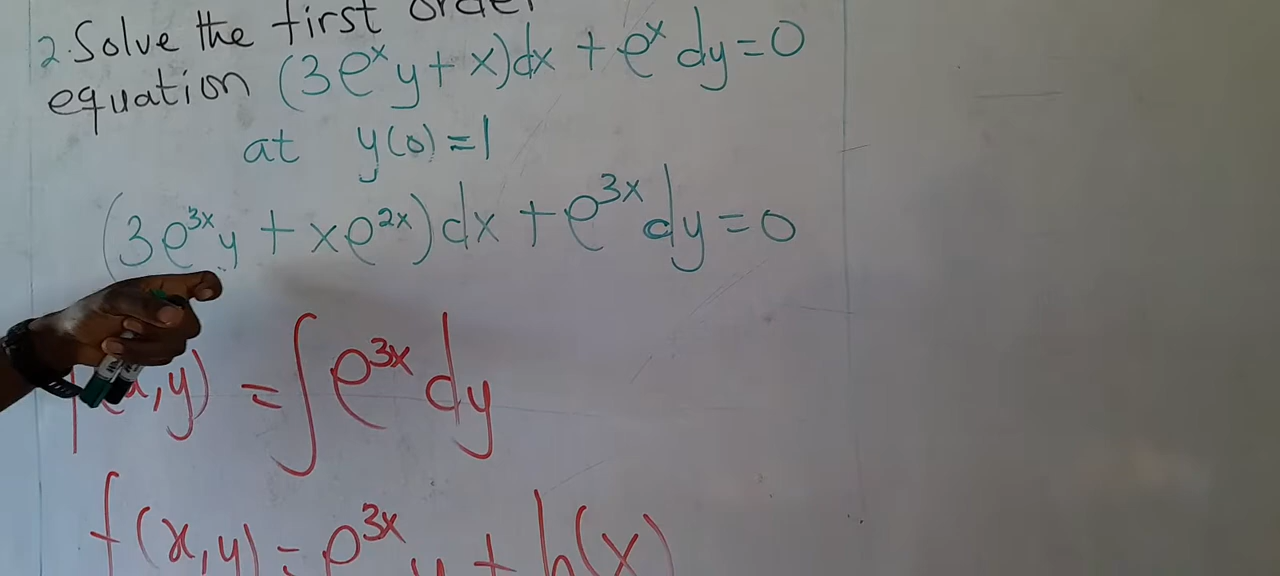 2. Solve the first order
equation (3e^x y + x)dx + e^x dy = 0
at y(0) = 1
(3e^{3x} y + xe^{2x})dx + e^{3x} dy = 0
(x, y) = ∫ e^{3x} dy
f(x, y) = e^{3x} y + h(x)